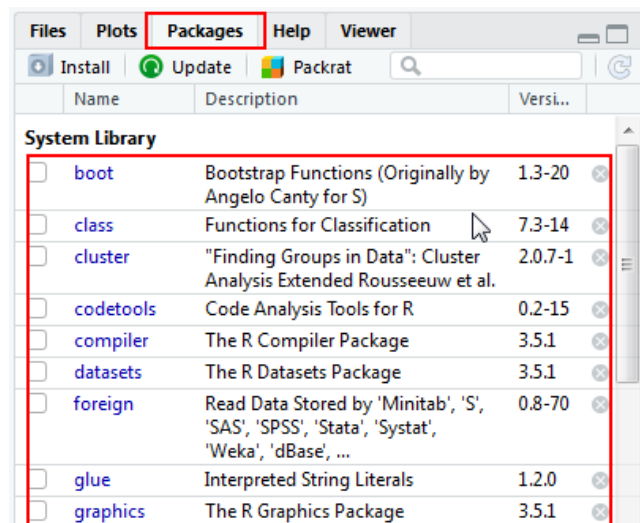 Files Plots Packages Help Viewer
Install Update Packrat
Name Description Versi...
System Library
boot Bootstrap Functions (Originally by 1.3-20
Angelo Canty for S)
class Functions for Classification 7.3-14
cluster "Finding Groups in Data": Cluster 2.0.7-1
Analysis Extended Rousseeuw et al.
codetools Code Analysis Tools for R 0.2-15
compiler The R Compiler Package 3.5.1
datasets The R Datasets Package 3.5.1
foreign Read Data Stored by 'Minitab', 'S', 0.8-70
'SAS', 'SPSS', 'Stata', 'Systat',
'Weka', 'dBase', ...
glue Interpreted String Literals 1.2.0
graphics The R Graphics Package 3.5.1